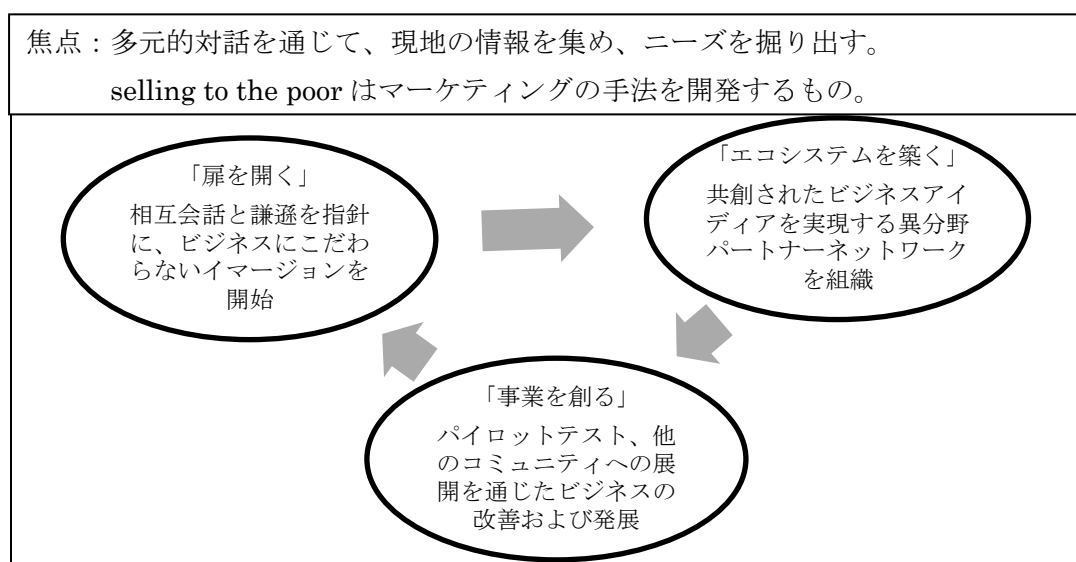 焦点：多元的対話を通じて、現地の情報を集め、ニーズを掘り出す。
selling to the poor はマーケティングの手法を開発するもの。
「扉を開く」
相互会話と謙遜を指針
に、ビジネスにこだわ
らないイマージョンを
開始
「エコシステムを築く」
共創されたビジネスアイ
ディアを実現する異分野
パートナーネットワーク
を組織
「事業を創る」
パイロットテスト、他
のコミュニティへの展
開を通じたビジネスの
改善および発展